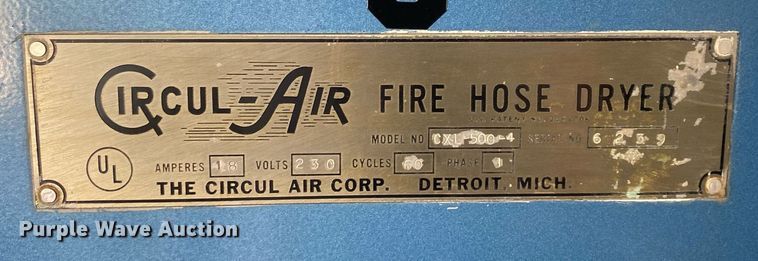 CIRCUL-AIR FIRE HOSE DRYER
MODEL NO CXL-500-4 SERIAL NO 6239
UL AMPERES 18 VOLTS 230 CYCLES 60 PHASE 1
THE CIRCUL AIR CORP. DETROIT, MICH.
Purple Wave Auction